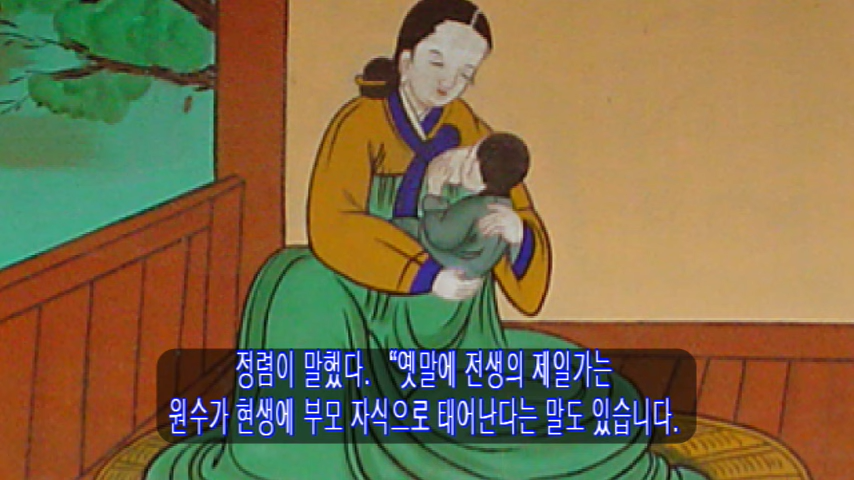 정렴이 말했다. “옛말에 전생의 제일가는
원수가 현생에 부모 자식으로 태어난다는 말도 있습니다.